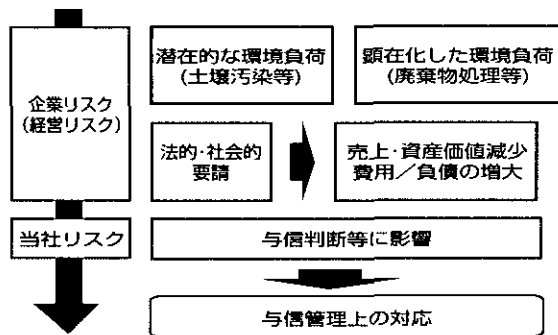 潜在的な環境負荷
(土壌汚染等)
顕在化した環境負荷
(廃棄物処理等)
企業リスク
(経営リスク)
法的・社会的
要請
売上・資産価値減少
費用／負債の増大
当社リスク
与信判断等に影響
与信管理上の対応